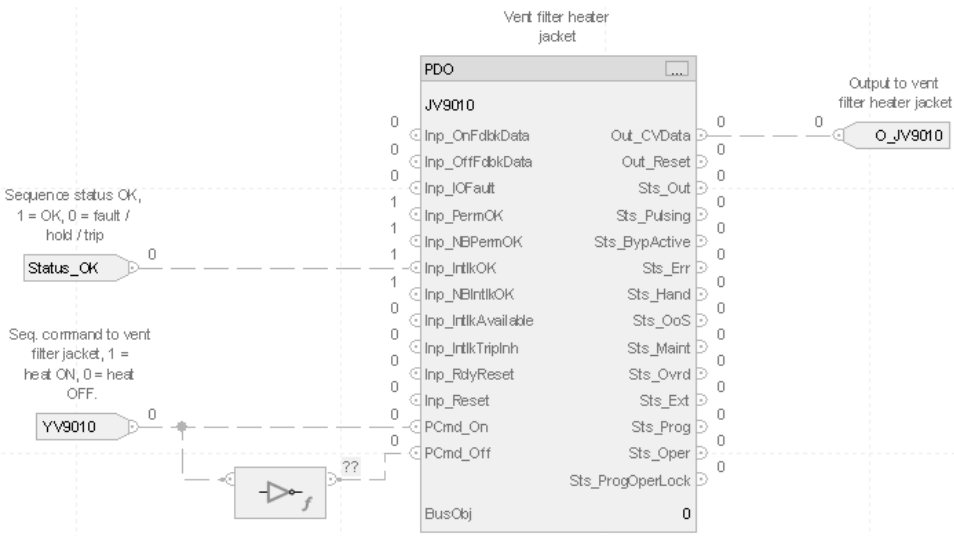 Vent filter heater
jacket
PDO
...
JV9010
0 Inp_OnFdbkData Out_CVData 0
0 Inp_OffFdbkData Out_Reset 0
0 Inp_IOFault Sts_Out 0
1 Inp_PermOK Sts_Pulsing 0
1 Inp_NBPermOK Sts_BypActive 0
1 Inp_IntlkOK Sts_Err 0
1 Inp_NBIntlkOK Sts_Hand 0
0 Inp_IntlkAvailable Sts_OoS 0
0 Inp_IntlkTripInh Sts_Maint 0
0 Inp_RdyReset Sts_Ovrd 0
0 Inp_Reset Sts_Ext 0
0 PCmd_On Sts_Prog 0
0 PCmd_Off Sts_Oper 0
Sts_ProgOperLock 0
BusObj 0
Output to vent
filter heater jacket
0 O_JV9010
Sequence status OK,
1 = OK, 0 = fault /
hold / trip
Status_OK 0
Seq. command to vent
filter jacket, 1 =
heat ON, 0 = heat
OFF.
YV9010 0
??
f